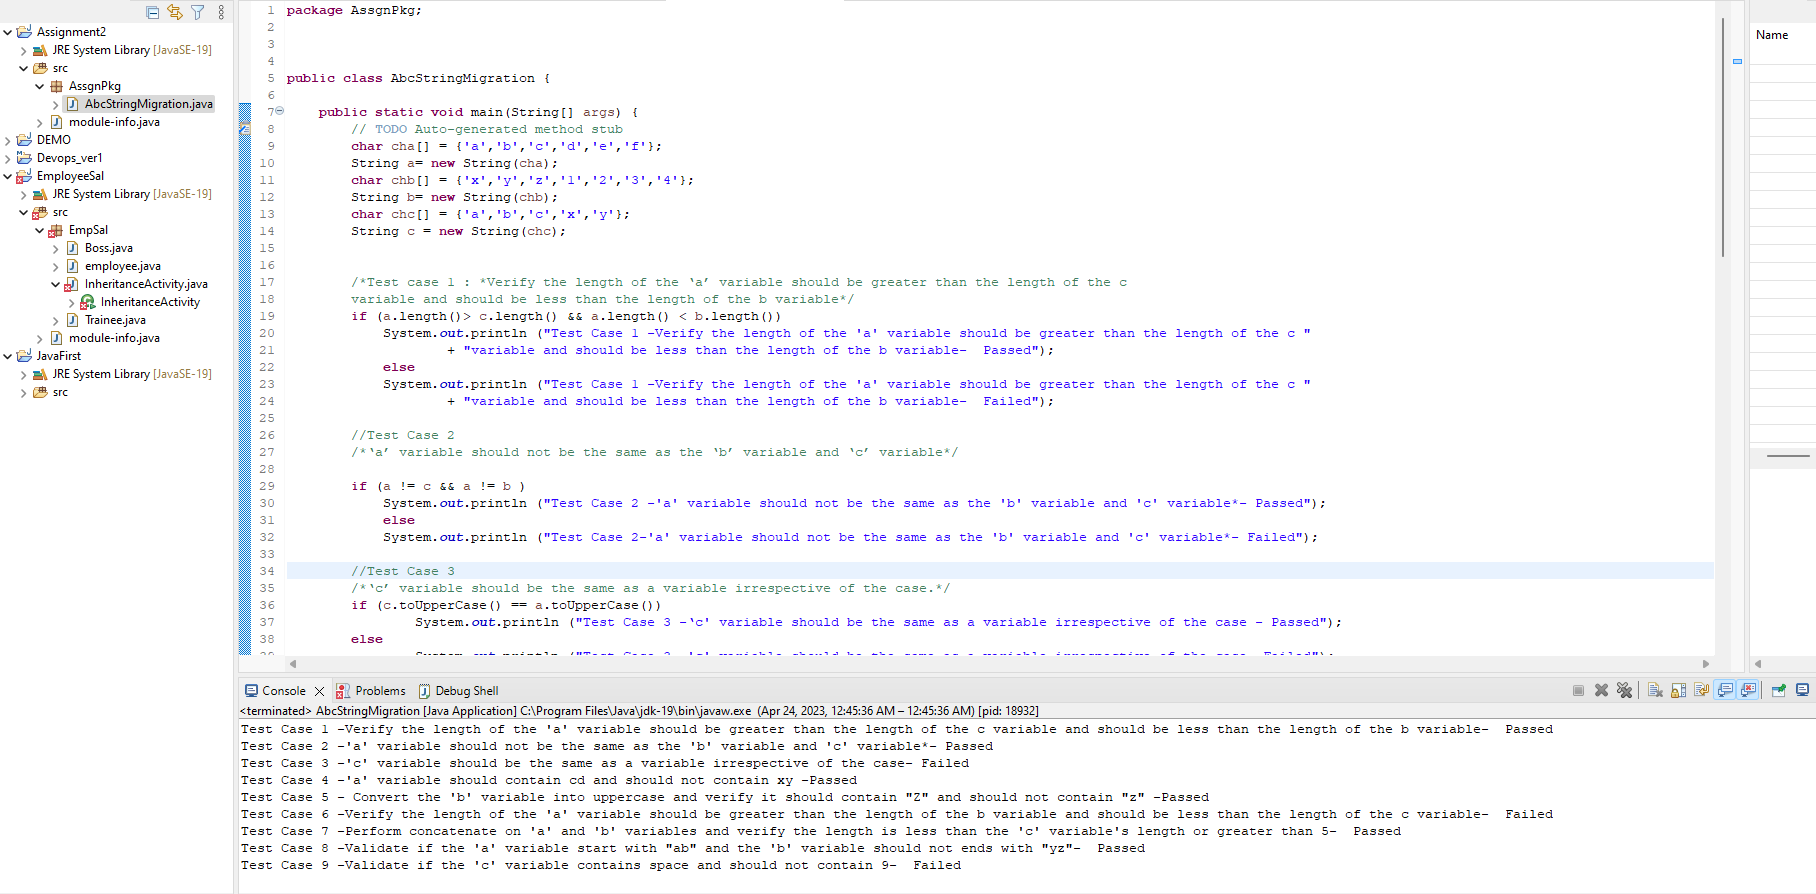 Assignment2
JRE System Library [JavaSE-19]
src
AssgnPkg
AbcStringMigration.java
module-info.java
DEMO
Devops_ver1
EmployeeSal
JRE System Library [JavaSE-19]
src
EmpSal
Boss.java
employee.java
InheritanceActivity.java
InheritanceActivity
Trainee.java
module-info.java
JavaFirst
JRE System Library [JavaSE-19]
src
1 package AssgnPkg;
2
3
4
5 public class AbcStringMigration {
6
7 public static void main(String[] args) {
8 // TODO Auto-generated method stub
9 char cha[] = {'a','b','c','d','e','f'};
10 String a= new String(cha);
11 char chb[] = {'x','y','z','1','2','3','4'};
12 String b= new String(chb);
13 char chc[] = {'a','b','c','x','y'};
14 String c = new String(chc);
15
16
17 /*Test case 1 : *Verify the length of the ‘a’ variable should be greater than the length of the c
18 variable and should be less than the length of the b variable*/
19 if (a.length()> c.length() && a.length() < b.length())
20 System.out.println ("Test Case 1 -Verify the length of the 'a' variable should be greater than the length of the c "
21 + "variable and should be less than the length of the b variable-  Passed");
22 else
23 System.out.println ("Test Case 1 -Verify the length of the 'a' variable should be greater than the length of the c "
24 + "variable and should be less than the length of the b variable-  Failed");
25
26 //Test Case 2
27 /*‘a’ variable should not be the same as the ‘b’ variable and ‘c’ variable*/
28
29 if (a != c && a != b )
30 System.out.println ("Test Case 2 -'a' variable should not be the same as the 'b' variable and 'c' variable*- Passed");
31 else
32 System.out.println ("Test Case 2-'a' variable should not be the same as the 'b' variable and 'c' variable*- Failed");
33
34 //Test Case 3
35 /*‘c’ variable should be the same as a variable irrespective of the case.*/
36 if (c.toUpperCase() == a.toUpperCase())
37 System.out.println ("Test Case 3 -‘c' variable should be the same as a variable irrespective of the case - Passed");
38 else
Name
Console
Problems
Debug Shell
<terminated> AbcStringMigration [Java Application] C:\Program Files\Java\jdk-19\bin\javaw.exe (Apr 24, 2023, 12:45:36 AM – 12:45:36 AM) [pid: 18932]
Test Case 1 -Verify the length of the 'a' variable should be greater than the length of the c variable and should be less than the length of the b variable-  Passed
Test Case 2 -'a' variable should not be the same as the 'b' variable and 'c' variable*- Passed
Test Case 3 -'c' variable should be the same as a variable irrespective of the case- Failed
Test Case 4 -'a' variable should contain cd and should not contain xy -Passed
Test Case 5 - Convert the 'b' variable into uppercase and verify it should contain "Z" and should not contain "z" -Passed
Test Case 6 -Verify the length of the 'a' variable should be greater than the length of the b variable and should be less than the length of the c variable-  Failed
Test Case 7 -Perform concatenate on 'a' and 'b' variables and verify the length is less than the 'c' variable's length or greater than 5-  Passed
Test Case 8 -Validate if the 'a' variable start with "ab" and the 'b' variable should not ends with "yz"-  Passed
Test Case 9 -Validate if the 'c' variable contains space and should not contain 9-  Failed